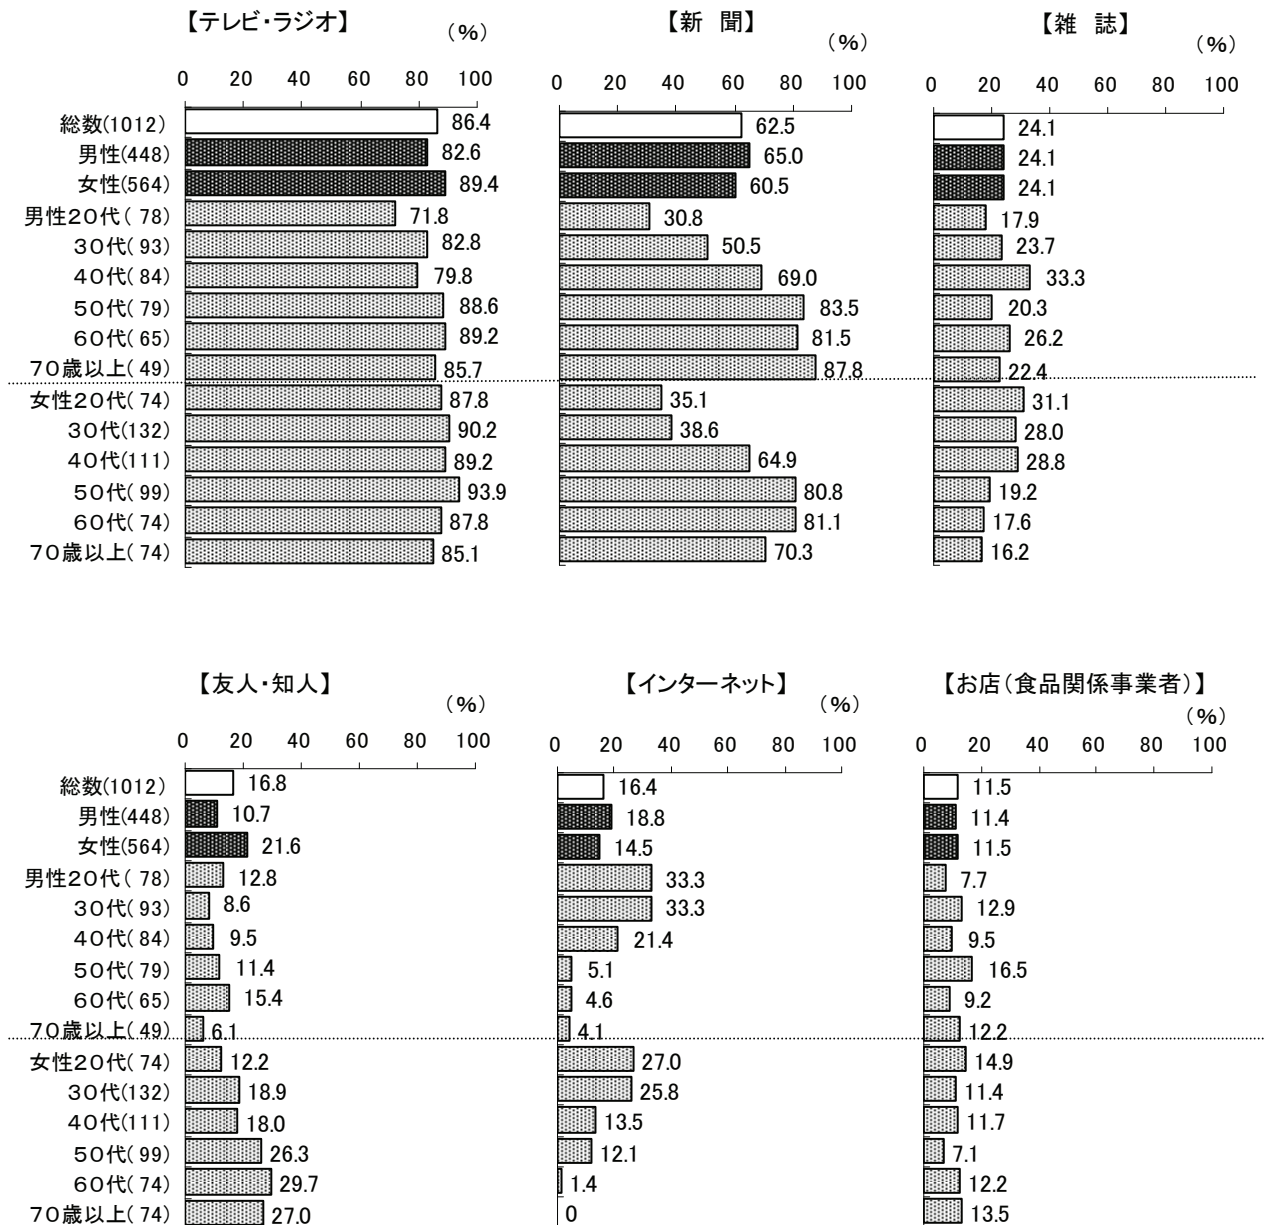 【テレビ・ラジオ】 【新　聞】 【雑　誌】
（%） （%） （%）
0 20 40 60 80 100 0 20 40 60 80 100 0 20 40 60 80 100
総数(1012) 86.4 62.5 24.1
男性(448) 82.6 65.0 24.1
女性(564) 89.4 60.5 24.1
男性２０代( 78) 71.8 30.8 17.9
３０代( 93) 82.8 50.5 23.7
４０代( 84) 79.8 69.0 33.3
５０代( 79) 88.6 83.5 20.3
６０代( 65) 89.2 81.5 26.2
７０歳以上( 49) 85.7 87.8 22.4
女性２０代( 74) 87.8 35.1 31.1
３０代(132) 90.2 38.6 28.0
４０代(111) 89.2 64.9 28.8
５０代( 99) 93.9 80.8 19.2
６０代( 74) 87.8 81.1 17.6
７０歳以上( 74) 85.1 70.3 16.2
【友人・知人】 【インターネット】 【お店（食品関係事業者）】
（%） （%） （%）
0 20 40 60 80 100 0 20 40 60 80 100 0 20 40 60 80 100
総数(1012) 16.8 16.4 11.5
男性(448) 10.7 18.8 11.4
女性(564) 21.6 14.5 11.5
男性２０代( 78) 12.8 33.3 7.7
３０代( 93) 8.6 33.3 12.9
４０代( 84) 9.5 21.4 9.5
５０代( 79) 11.4 5.1 16.5
６０代( 65) 15.4 4.6 9.2
７０歳以上( 49) 6.1 4.1 12.2
女性２０代( 74) 12.2 27.0 14.9
３０代(132) 18.9 25.8 11.4
４０代(111) 18.0 13.5 11.7
５０代( 99) 26.3 12.1 7.1
６０代( 74) 29.7 1.4 12.2
７０歳以上( 74) 27.0 0 13.5